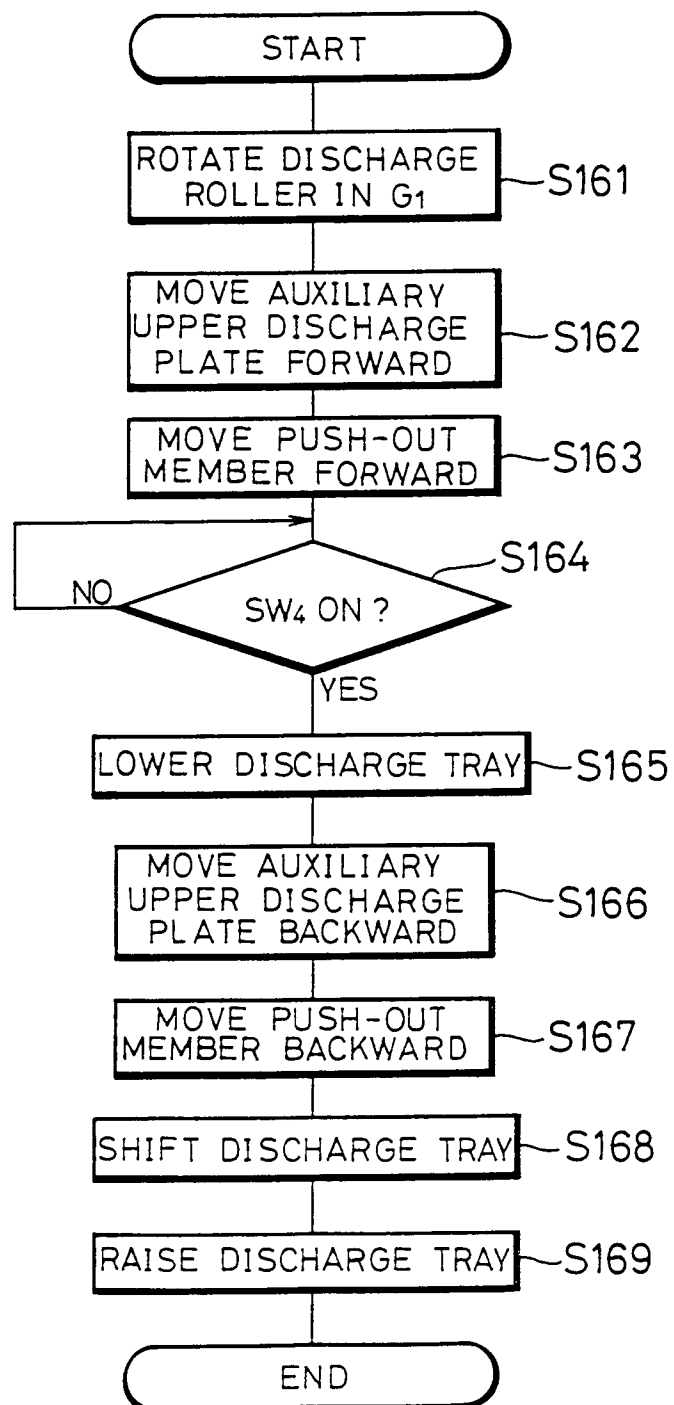 START
ROTATE DISCHARGE
ROLLER IN G1
S161
MOVE AUXILIARY
UPPER DISCHARGE
PLATE FORWARD
S162
MOVE PUSH-OUT
MEMBER FORWARD
S163
S164
NO
SW4 ON ?
YES
LOWER DISCHARGE TRAY
S165
MOVE AUXILIARY
UPPER DISCHARGE
PLATE BACKWARD
S166
MOVE PUSH-OUT
MEMBER BACKWARD
S167
SHIFT DISCHARGE TRAY
S168
RAISE DISCHARGE TRAY
S169
END